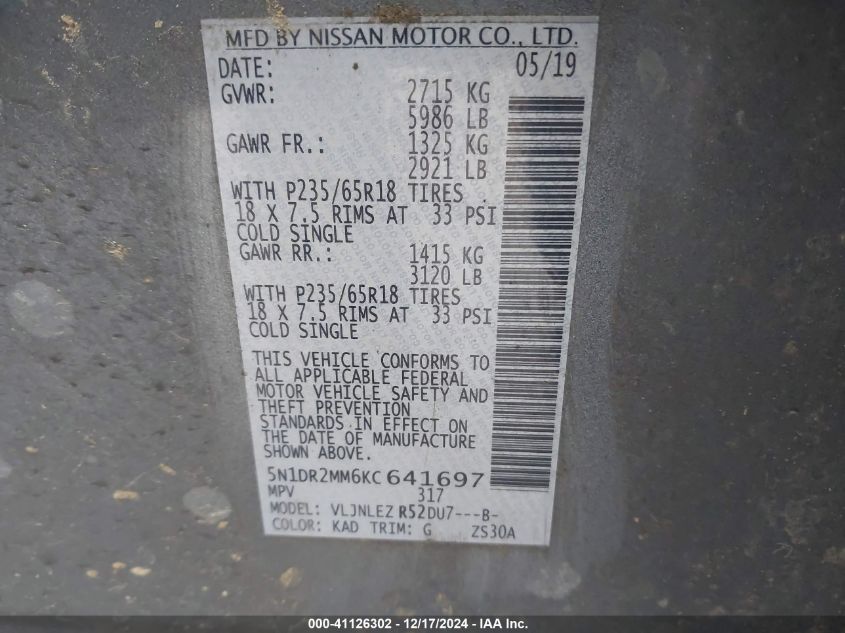 MFD BY NISSAN MOTOR CO., LTD.
DATE: 05/19
GVWR: 2715 KG
5986 LB
GAWR FR.: 1325 KG
2921 LB
WITH P235/65R18 TIRES
18 X 7.5 RIMS AT 33 PSI
COLD SINGLE
GAWR RR.: 1415 KG
3120 LB
WITH P235/65R18 TIRES
18 X 7.5 RIMS AT 33 PSI
COLD SINGLE
THIS VEHICLE CONFORMS TO
ALL APPLICABLE FEDERAL
MOTOR VEHICLE SAFETY AND
THEFT PREVENTION
STANDARDS IN EFFECT ON
THE DATE OF MANUFACTURE
SHOWN ABOVE.
5N1DR2MM6KC641697
MPV 317
MODEL: VLJNLEZ R52DU7---B-
COLOR: KAD TRIM: G ZS30A
000-41126302 - 12/17/2024 - IAA Inc.